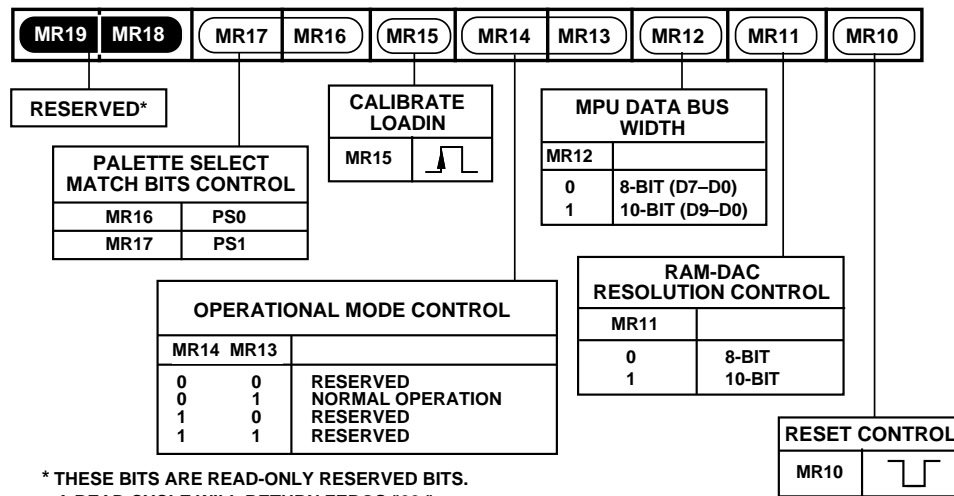 MR19 MR18 MR17 MR16 MR15 MR14 MR13 MR12 MR11 MR10
RESERVED*
PALETTE SELECT
MATCH BITS CONTROL
MR16 PS0
MR17 PS1
CALIBRATE
LOADIN
MR15
MPU DATA BUS
WIDTH
MR12
0 8-BIT (D7–D0)
1 10-BIT (D9–D0)
OPERATIONAL MODE CONTROL
MR14 MR13
0 0 RESERVED
0 1 NORMAL OPERATION
1 0 RESERVED
1 1 RESERVED
RAM-DAC
RESOLUTION CONTROL
MR11
0 8-BIT
1 10-BIT
RESET CONTROL
MR10
* THESE BITS ARE READ-ONLY RESERVED BITS.